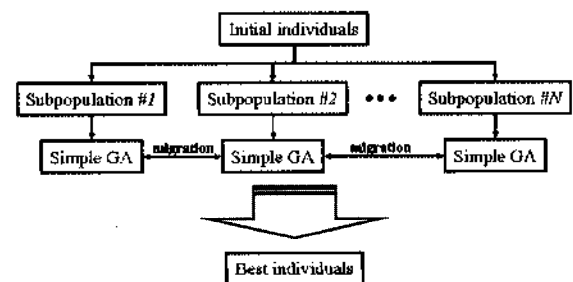 Initial individuals
Subpopulation #1
Subpopulation #2
•••
Subpopulation #N
Simple GA
migration
Simple GA
migration
Simple GA
Best individuals